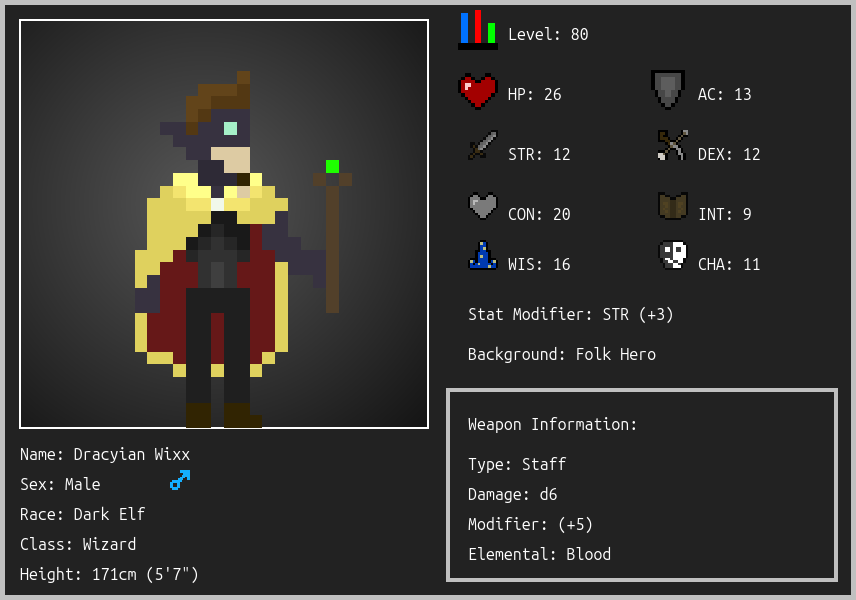 Level: 80
HP: 26
AC: 13
STR: 12
DEX: 12
CON: 20
INT: 9
WIS: 16
CHA: 11
Stat Modifier: STR (+3)
Background: Folk Hero
Weapon Information:
Type: Staff
Damage: d6
Modifier: (+5)
Elemental: Blood
Name: Dracyian Wixx
Sex: Male
Race: Dark Elf
Class: Wizard
Height: 171cm (5'7")